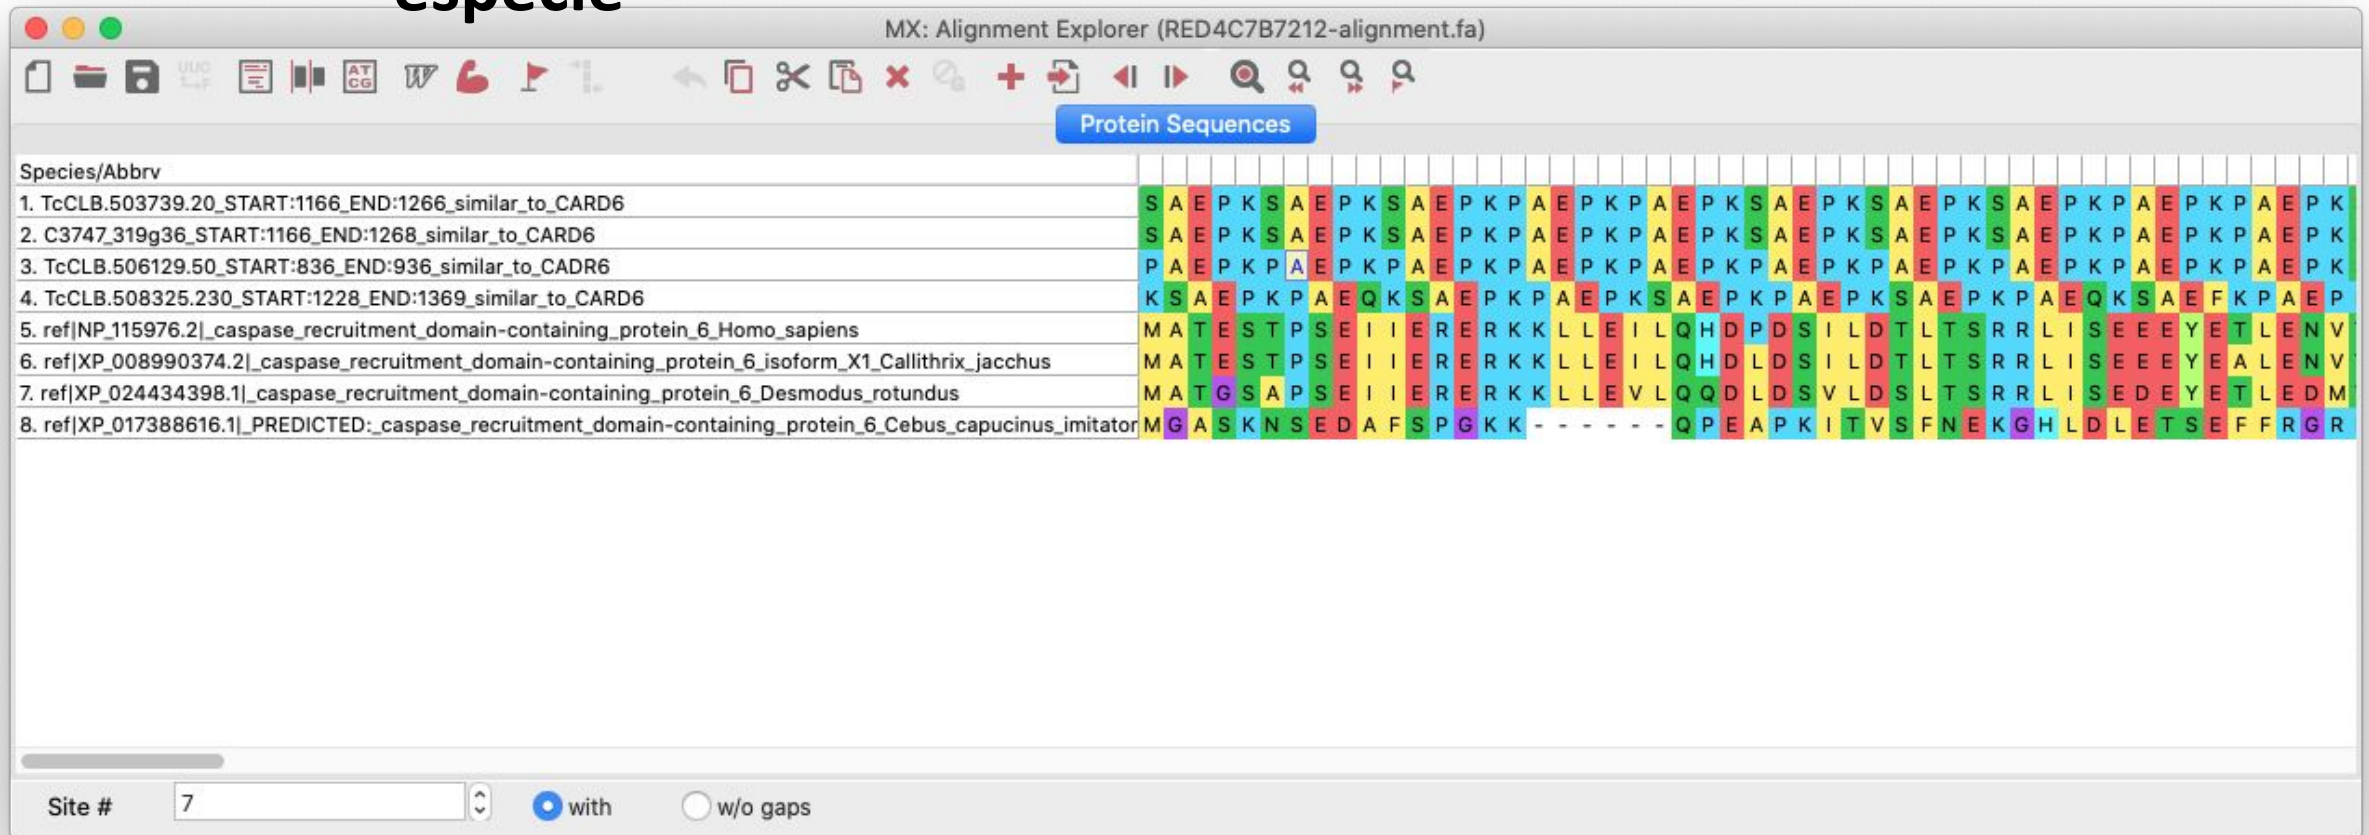 especie
MX: Alignment Explorer (RED4C7B7212-alignment.fa)
UUC
AT
CG
W
Protein Sequences
Species/Abbrv
1. TcCLB.503739.20_START:1166_END:1266_similar_to_CARD6 S A E P K S A E P K S A E P K P A E P K P A E P K S A E P K S A E P K S A E P K P A E P K P A E P K
2. C3747_319g36_START:1166_END:1268_similar_to_CARD6 S A E P K S A E P K S A E P K P A E P K P A E P K S A E P K S A E P K S A E P K P A E P K P A E P K
3. TcCLB.506129.50_START:836_END:936_similar_to_CADR6 P A E P K P A E P K P A E P K P A E P K P A E P K P A E P K P A E P K P A E P K P A E P K P A E P K
4. TcCLB.508325.230_START:1228_END:1369_similar_to_CARD6 K S A E P K P A E Q K S A E P K P A E P K S A E P K P A E P K S A E P K P A E Q K S A E F K P A E P
5. ref|NP_115976.2|_caspase_recruitment_domain-containing_protein_6_Homo_sapiens M A T E S T P S E I I E R E R K K L L E I L Q H D P D S I L D T L T S R R L I S E E E Y E T L E N V
6. ref|XP_008990374.2|_caspase_recruitment_domain-containing_protein_6_isoform_X1_Callithrix_jacchus M A T E S T P S E I I E R E R K K L L E I L Q H D L D S I L D T L T S R R L I S E E E Y E A L E N V
7. ref|XP_024434398.1|_caspase_recruitment_domain-containing_protein_6_Desmodus_rotundus M A T G S A P S E I I E R E R K K L L E V L Q Q D L D S V L D S L T S R R L I S E D E Y E T L E D M
8. ref|XP_017388616.1|_PREDICTED:_caspase_recruitment_domain-containing_protein_6_Cebus_capucinus_imitator M G A S K N S E D A F S P G K K - - - - - - Q P E A P K I T V S F N E K G H L D L E T S E F F R G R
Site # 7 with w/o gaps